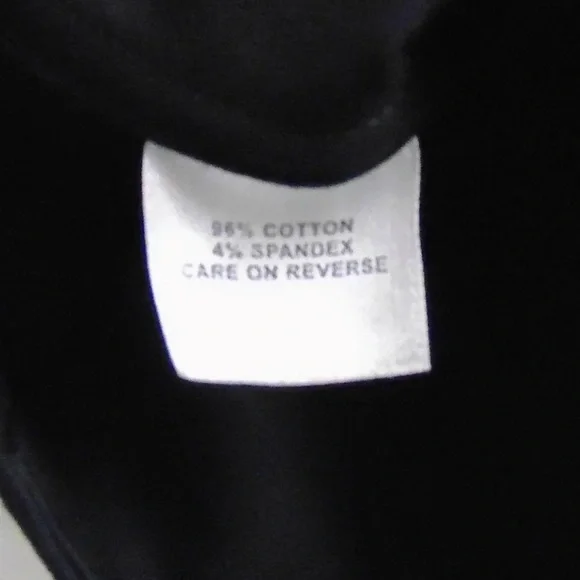 96% COTTON
4% SPANDEX
CARE ON REVERSE